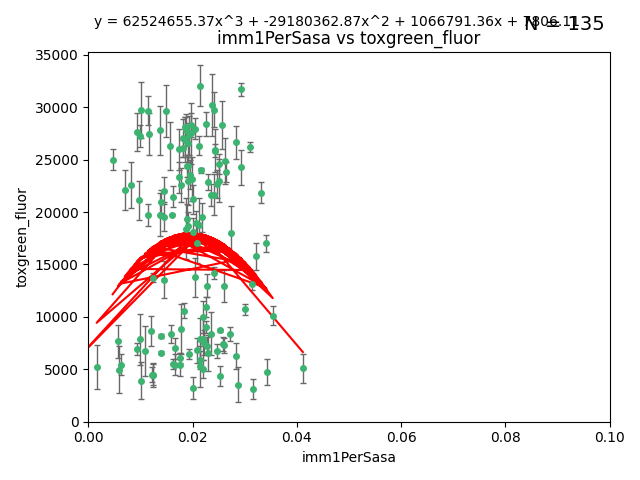 y = 62524655.37x^3 + -29180362.87x^2 + 1066791.36x +
N = 135
imm1PerSasa vs toxgreen_fluor
35000
30000
25000
20000
15000
10000
5000
0
toxgreen_fluor
0.00 0.02 0.04 0.06 0.08 0.10
imm1PerSasa